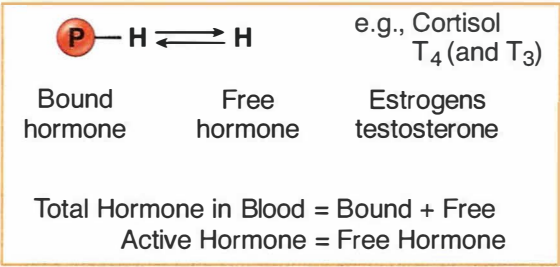 P – H ⇌ H
e.g., Cortisol
T₄ (and T₃)
Bound hormone
Free hormone
Estrogens testosterone
Total Hormone in Blood = Bound + Free
Active Hormone = Free Hormone